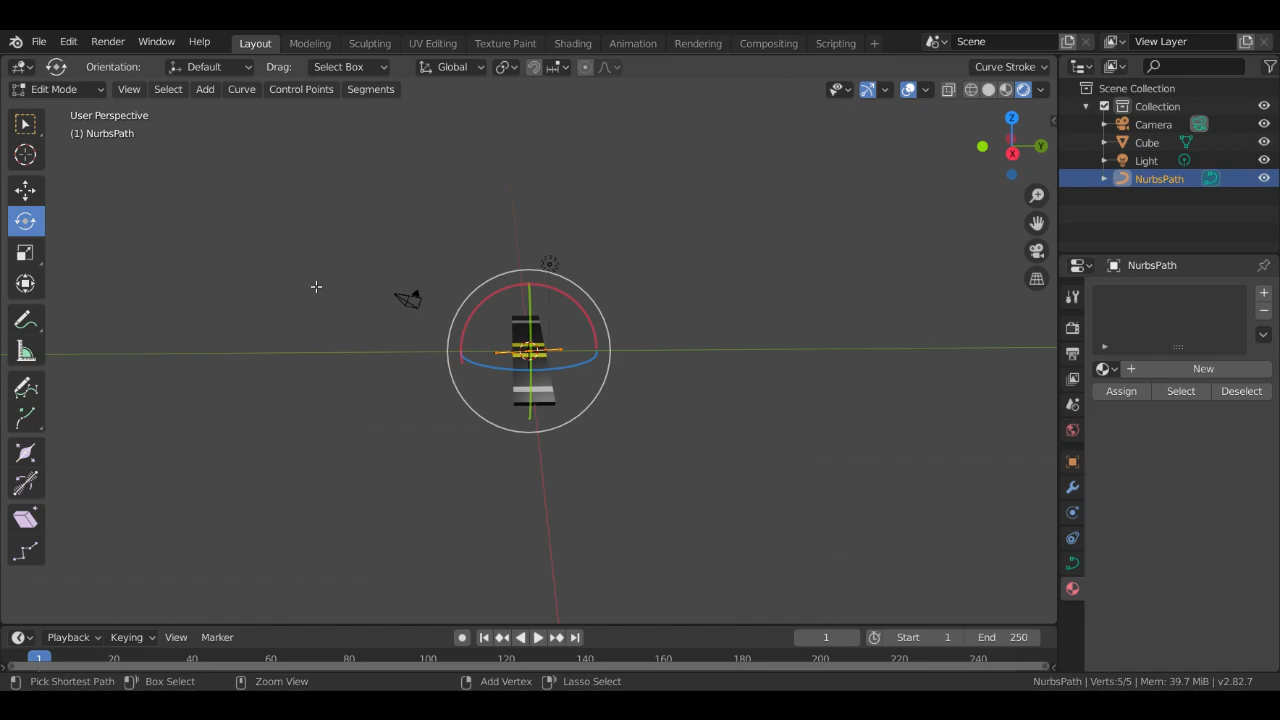 File Edit Render Window Help Layout Modeling Sculpting UV Editing Texture Paint Shading Animation Rendering Compositing Scripting + Scene View Layer
Orientation: Default Drag: Select Box Global Curve Stroke
Edit Mode View Select Add Curve Control Points Segments
User Perspective
(1) NurbsPath
Z
Y
X
Scene Collection
Collection
Camera
Cube
Light
NurbsPath
NurbsPath
New
Assign Select Deselect
Playback Keying View Marker 1 Start 1 End 250
1 20 40 60 80 100 120 140 160 180 200 220 240
Pick Shortest Path Box Select Zoom View Add Vertex Lasso Select NurbsPath | Verts:5/5 | Mem: 39.7 MiB | v2.82.7